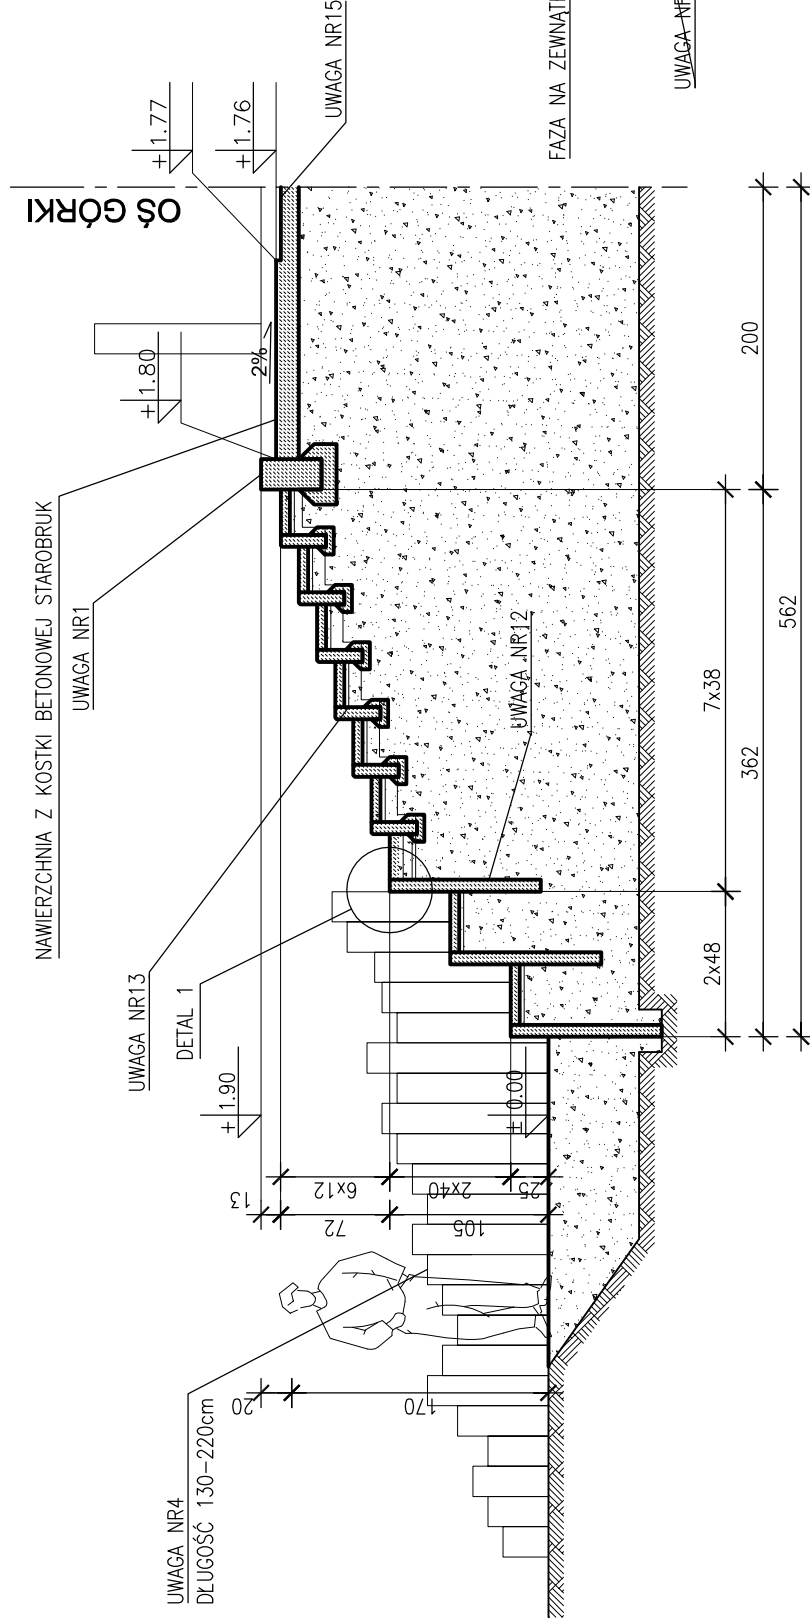 NAWIERZCHNIA Z KOSTKI BETONOWEJ STAROBRUK
UWAGA NR1
UWAGA NR13
DETAL 1
UWAGA NR4
DŁUGOŚĆ 130-220cm
UWAGA NR15
UWAGA NR12
FAZA NA
OŚ GÓRKI
+ 1.77
+ 1.76
+ 1.80
2%
+ 1.90
± 0.00
13
6x12
2x40
25
72
105
20
170
2x48
7x38
362
200
562
UWAGA